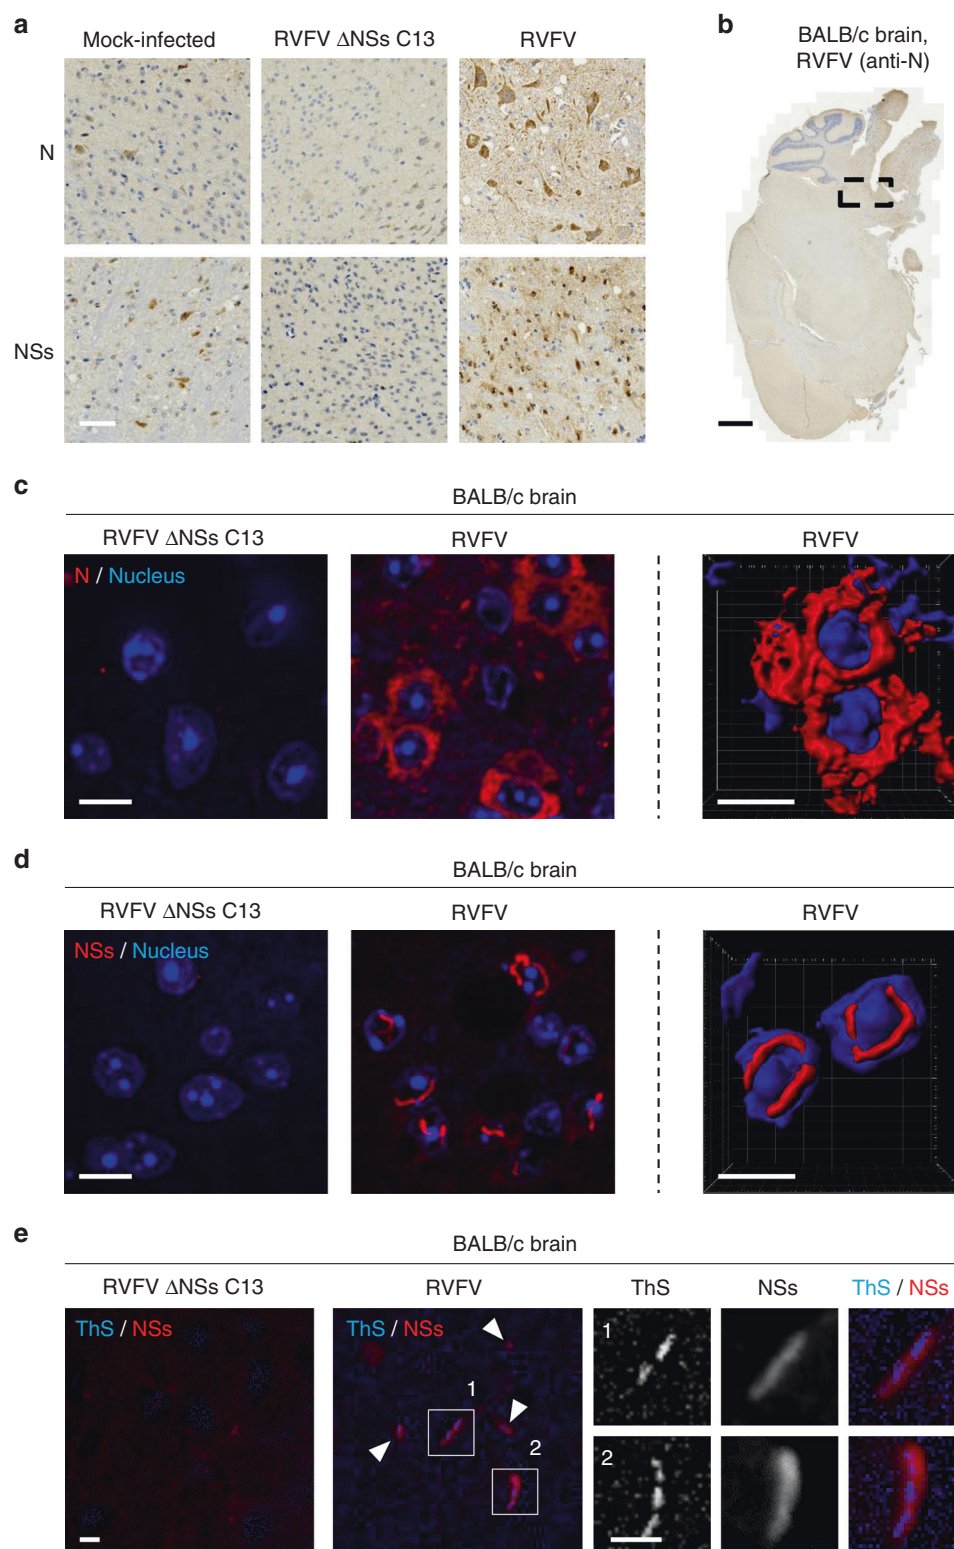 a
Mock-infected
RVFV ΔNSs C13
RVFV
N
NSs
b
BALB/c brain,
RVFV (anti-N)
c
BALB/c brain
RVFV ΔNSs C13
RVFV
RVFV
N / Nucleus
d
BALB/c brain
RVFV ΔNSs C13
RVFV
RVFV
NSs / Nucleus
e
BALB/c brain
RVFV ΔNSs C13
RVFV
ThS
NSs
ThS / NSs
ThS / NSs
ThS / NSs
1
2
1
2